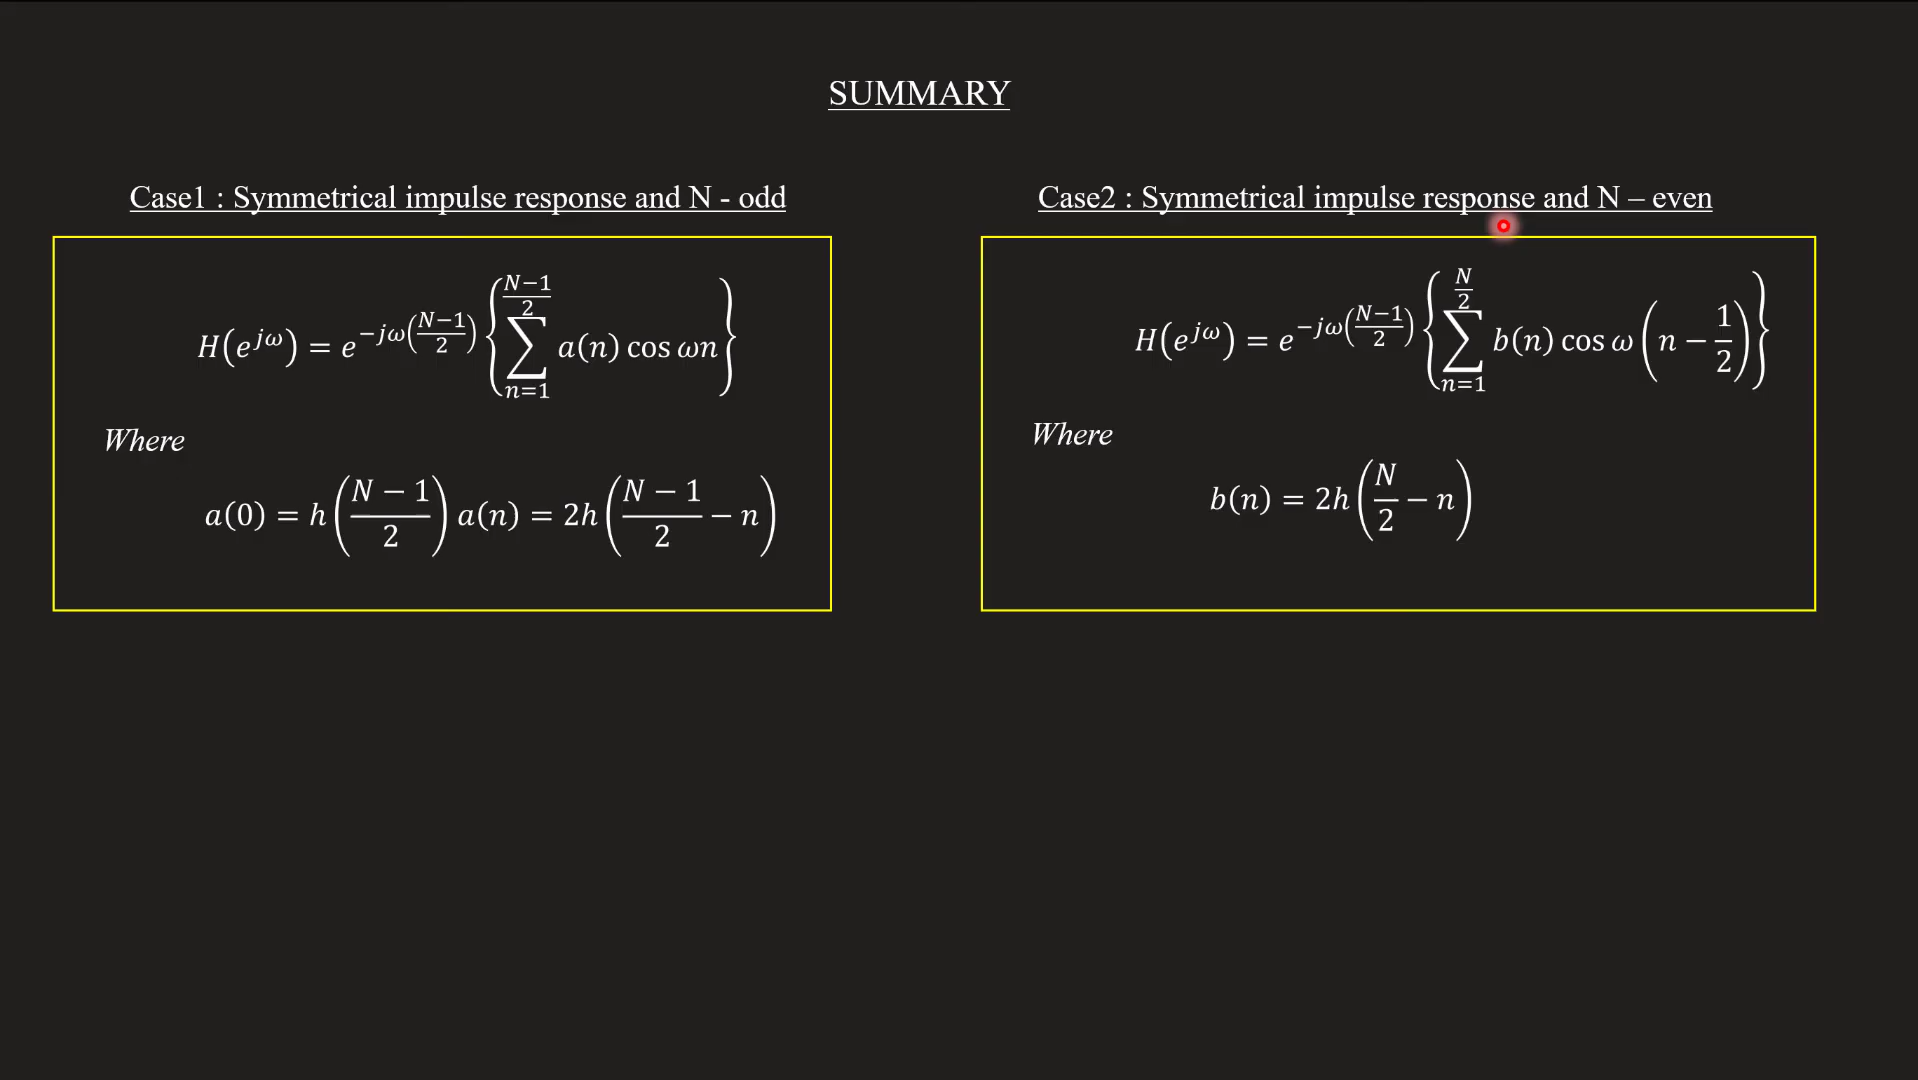 SUMMARY
Case1 : Symmetrical impulse response and N - odd
H(e^{jω}) = e^{-jω((N-1)/2)} { ∑_{n=1}^{(N-1)/2} a(n) cos ωn }
Where
a(0) = h((N-1)/2) a(n) = 2h((N-1)/2 - n)
Case2 : Symmetrical impulse response and N – even
H(e^{jω}) = e^{-jω((N-1)/2)} { ∑_{n=1}^{N/2} b(n) cos ω(n - 1/2) }
Where
b(n) = 2h(N/2 - n)